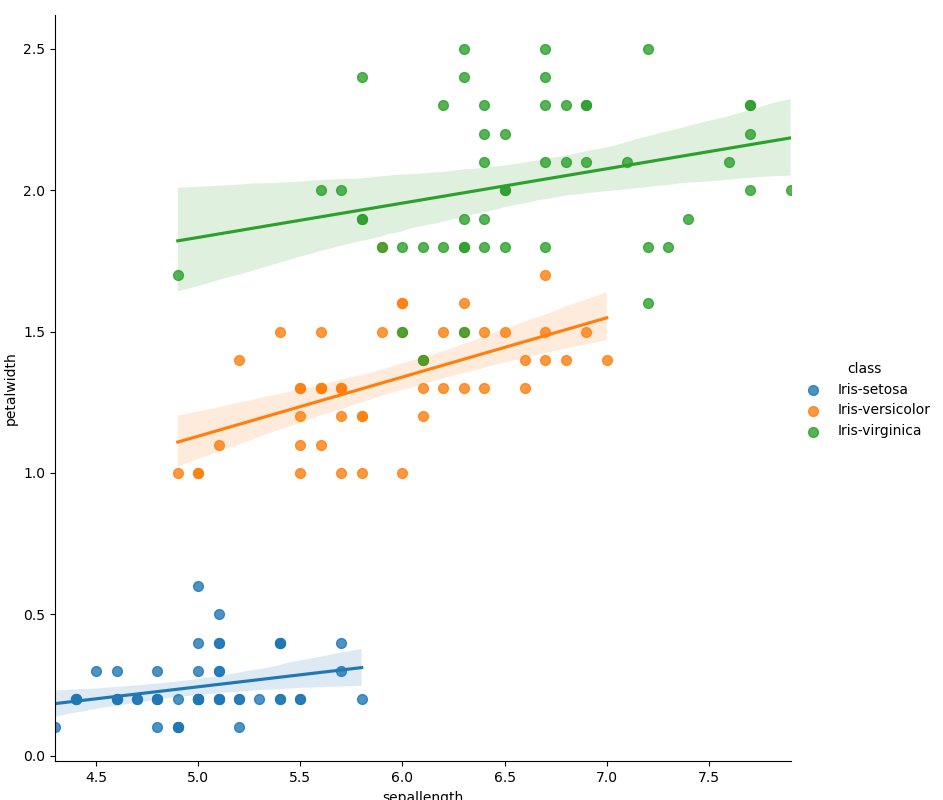 2.5
2.0
1.5
1.0
0.5
0.0
petalwidth
4.5 5.0 5.5 6.0 6.5 7.0 7.5
sepallength
class
Iris-setosa
Iris-versicolor
Iris-virginica